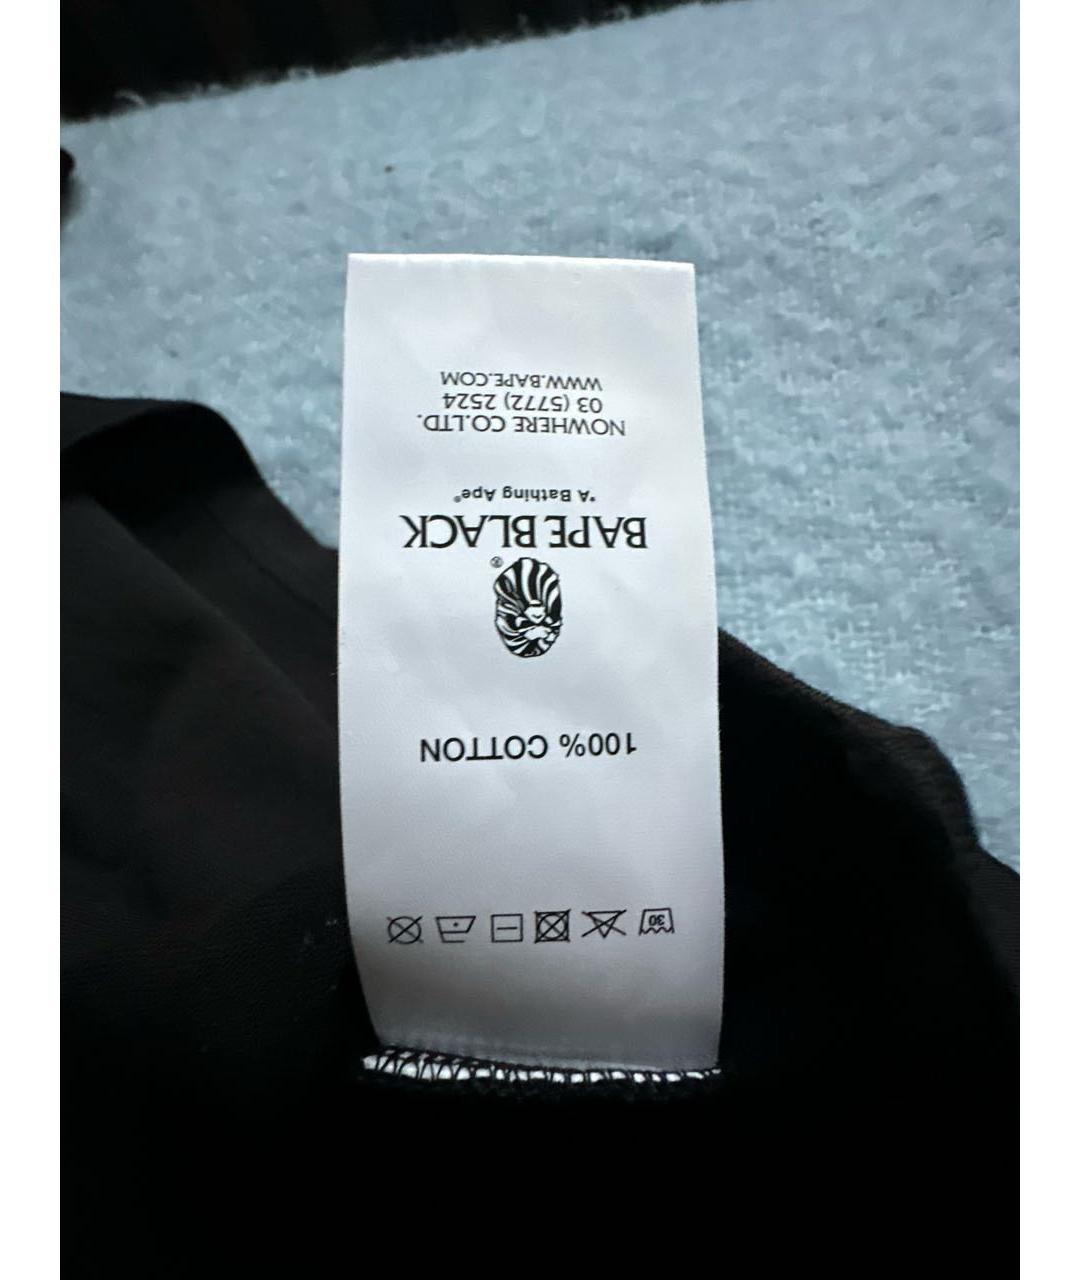 30
100% COTTON
®
BAPE BLACK
*A Bathing Ape®
NOWHERE CO.LTD.
03 (5772) 2524
WWW.BAPE.COM